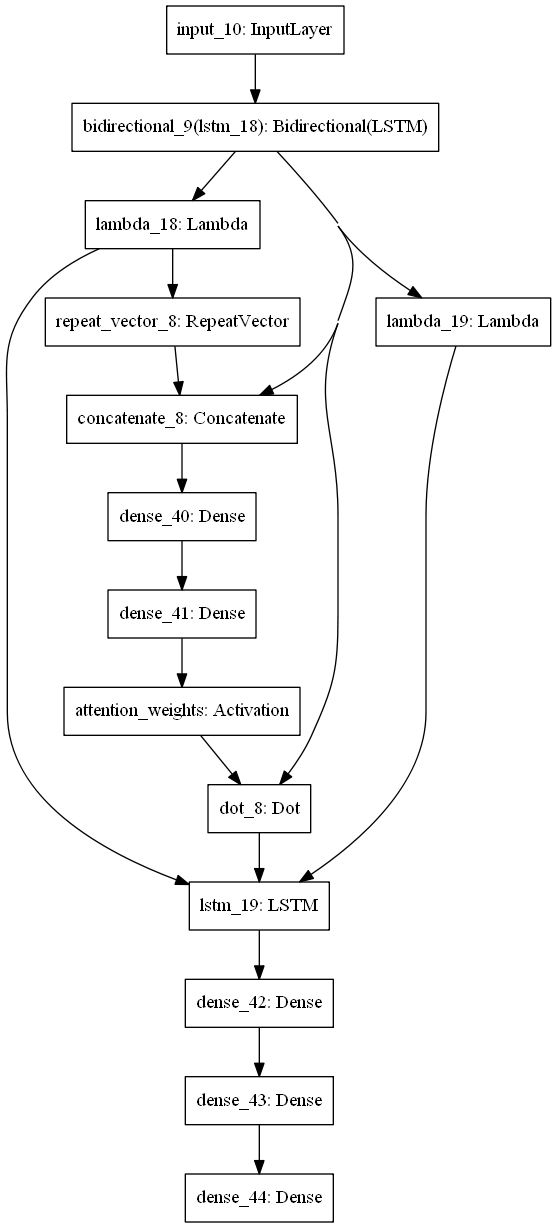 input_10: InputLayer
bidirectional_9(lstm_18): Bidirectional(LSTM)
lambda_18: Lambda
repeat_vector_8: RepeatVector
lambda_19: Lambda
concatenate_8: Concatenate
dense_40: Dense
dense_41: Dense
attention_weights: Activation
dot_8: Dot
lstm_19: LSTM
dense_42: Dense
dense_43: Dense
dense_44: Dense